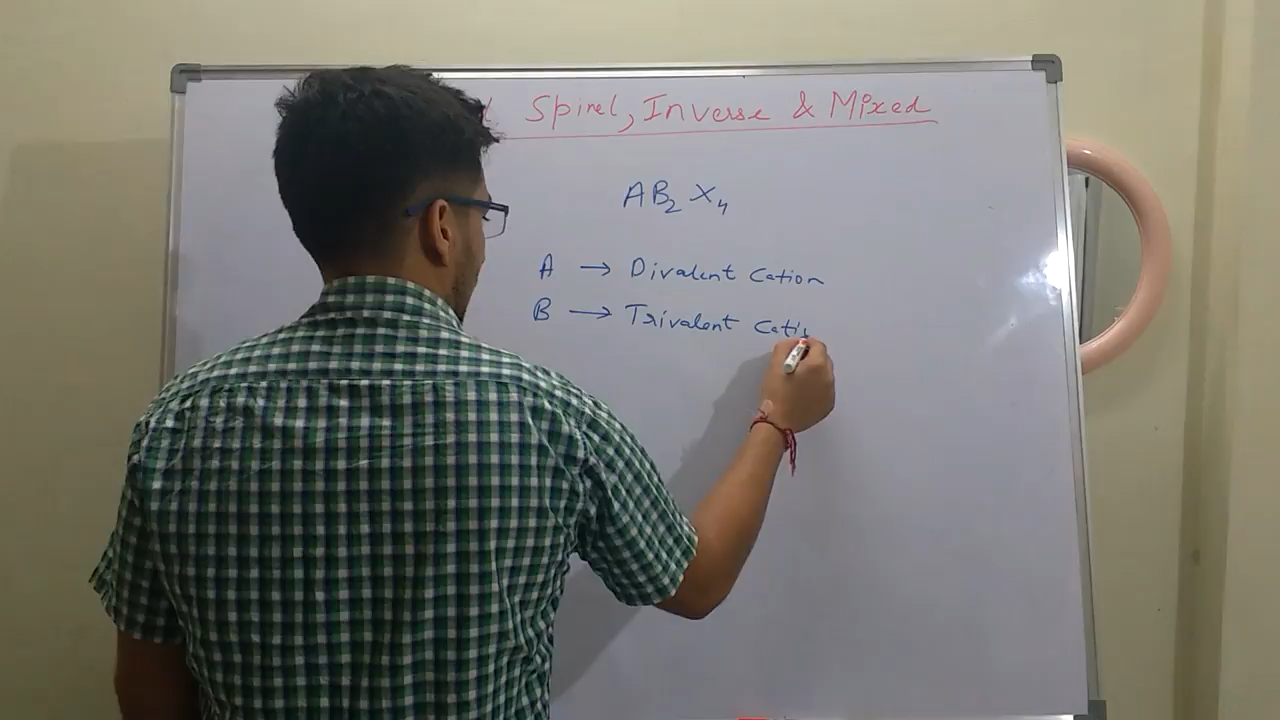 Spinel, Inverse & Mixed
AB₂X₄
A → Divalent Cation
B → Trivalent Cati